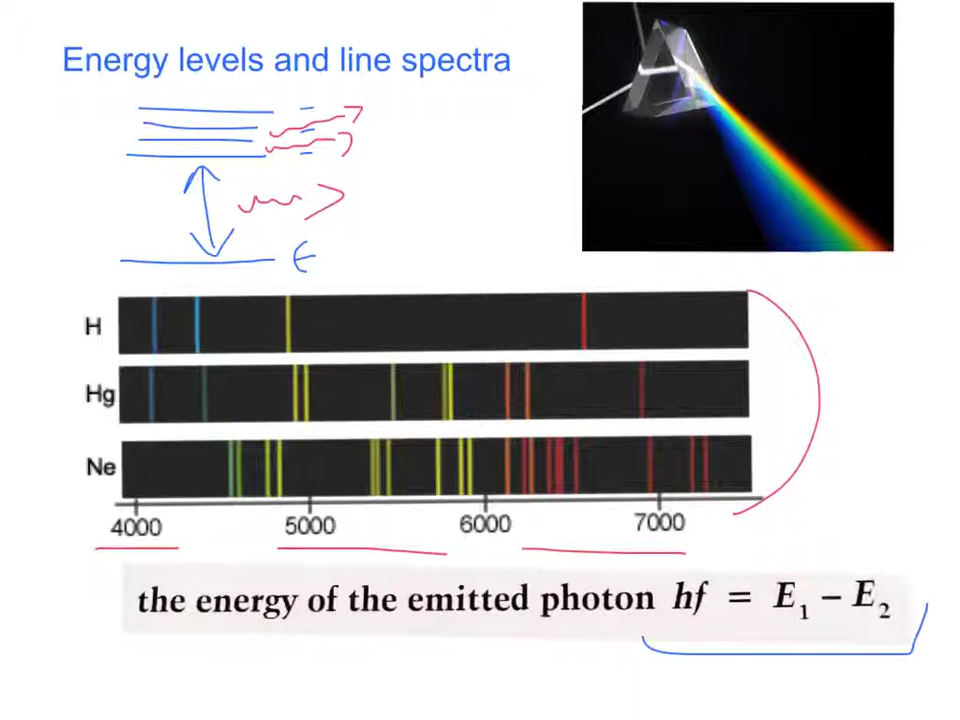 Energy levels and line spectra
E
H
Hg
Ne
4000 5000 6000 7000
the energy of the emitted photon hf = E₁ – E₂